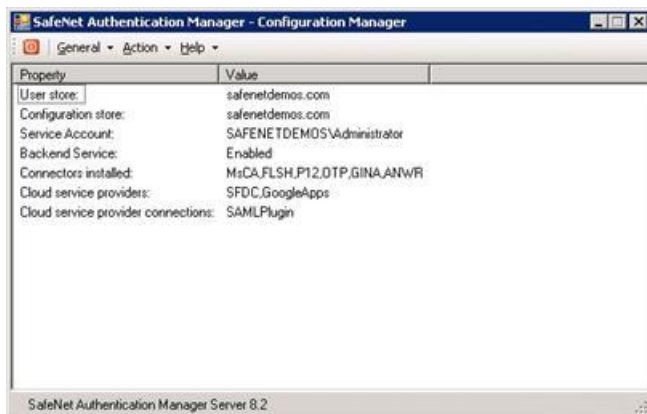 SafeNet Authentication Manager - Configuration Manager
General Action Help
Property Value
User store: safenetdemos.com
Configuration store: safenetdemos.com
Service Account: SAFENETDEMOS\Administrator
Backend Service: Enabled
Connectors installed: MsCA,FLSH,P12,OTP,GINA,ANWR
Cloud service providers: SFDC,GoogleApps
Cloud service provider connections: SAMLPlugin
SafeNet Authentication Manager Server 8.2